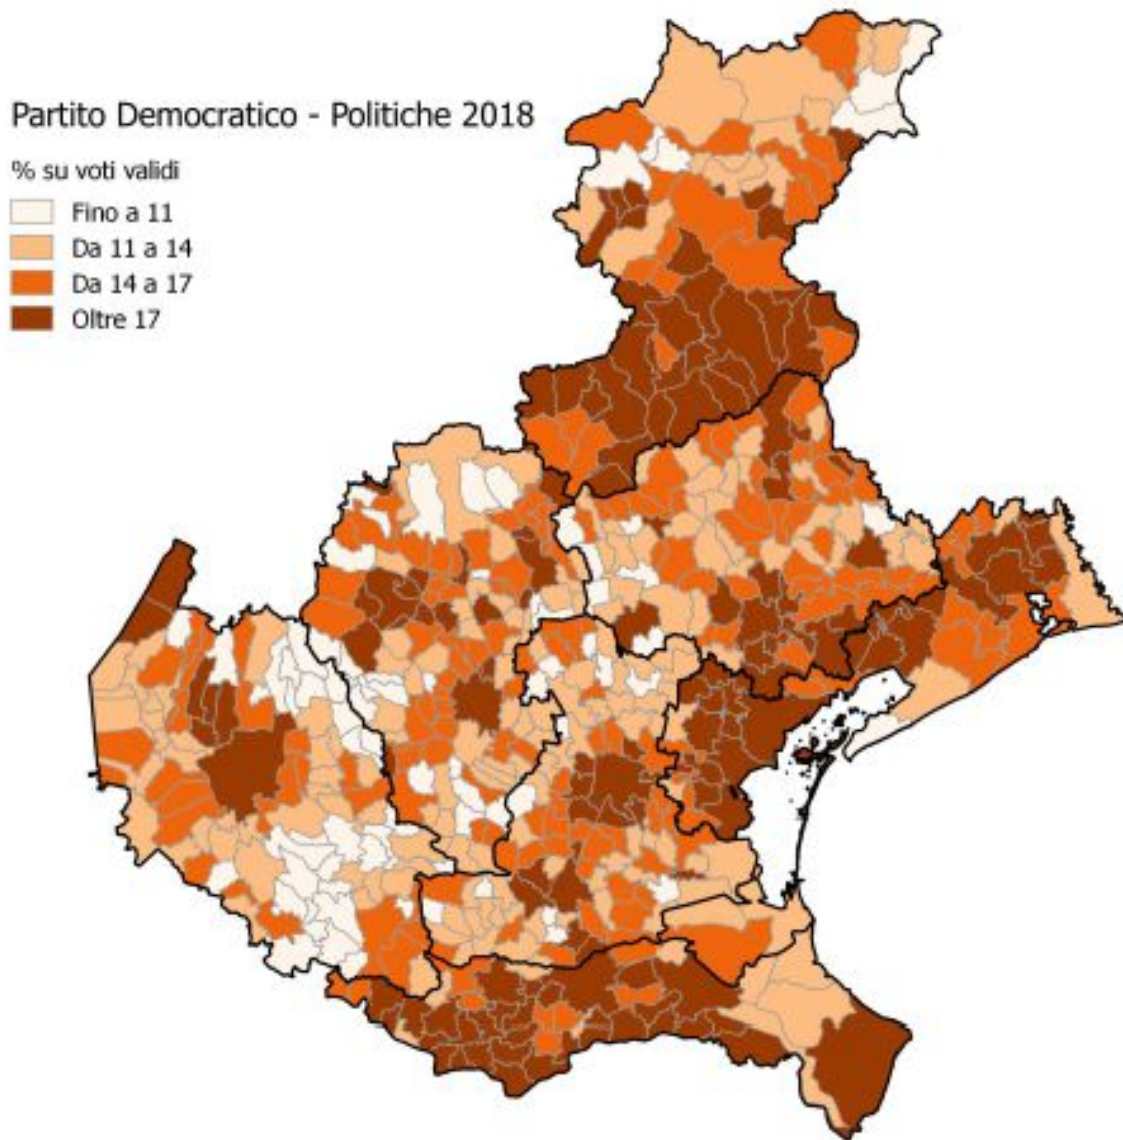 Partito Democratico - Politiche 2018
% su voti validi
Fino a 11
Da 11 a 14
Da 14 a 17
Oltre 17